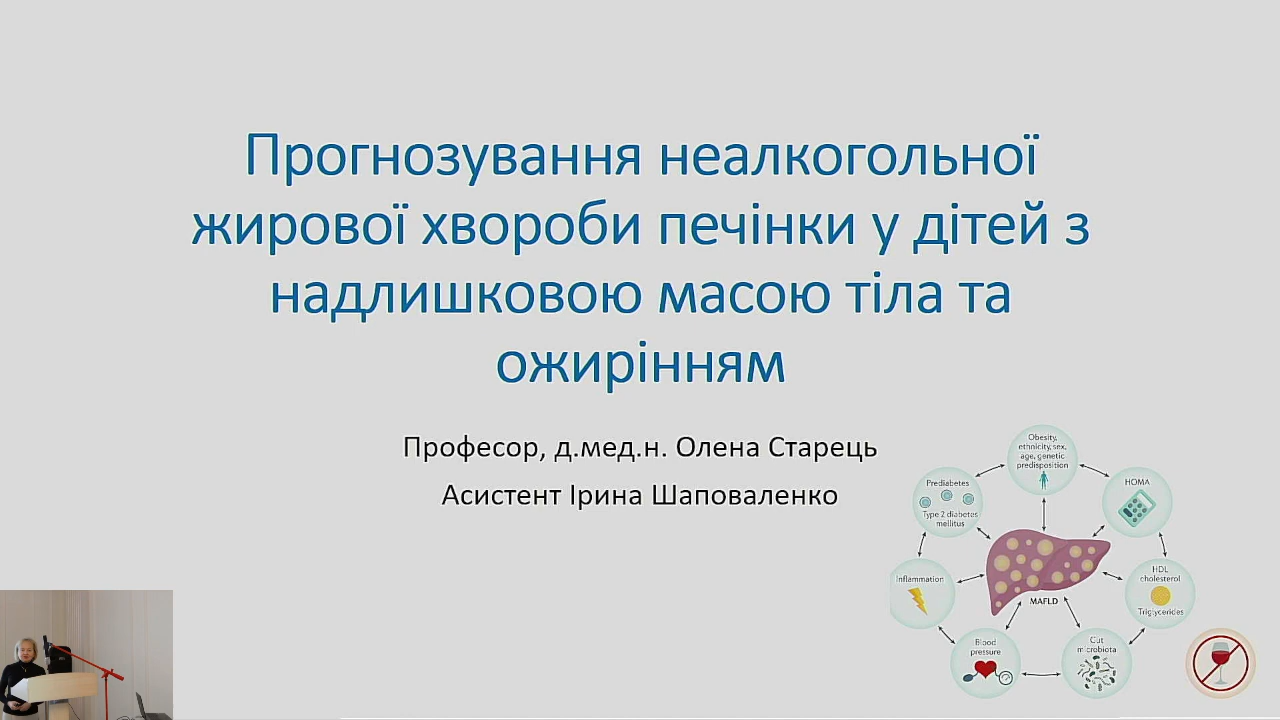 Прогнозування неалкогольної
жирової хвороби печінки у дітей з
надлишковою масою тіла та
ожирінням
Професор, д.мед.н. Олена Старець
Асистент Ірина Шаповаленко
Obesity,
ethnicity, sex,
age, genetic
predisposition
Prediabetes
Type 2 diabetes
mellitus
HOMA
Inflammation
MAFLD
HDL
cholesterol
Triglycerides
Blood
pressure
Gut
microbiota